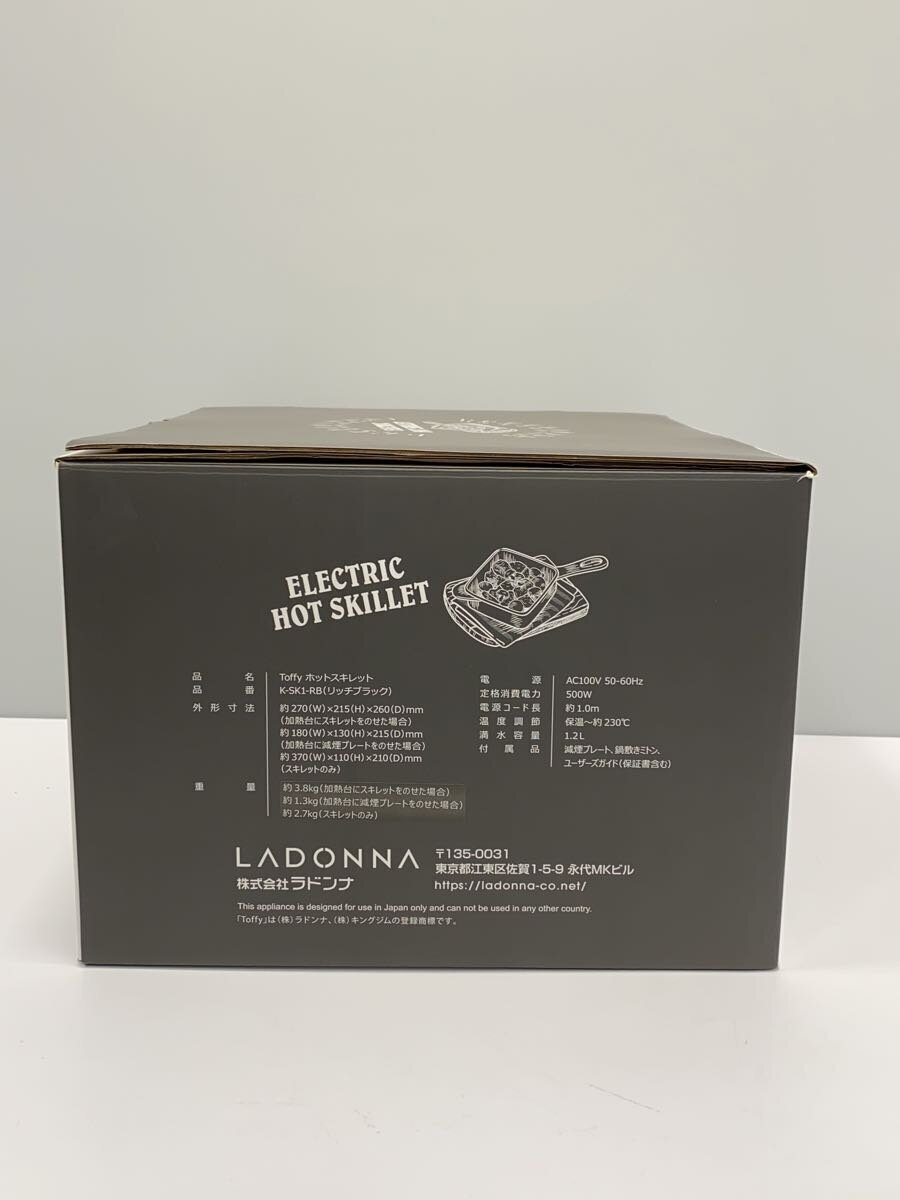 ELECTRIC
HOT SKILLET
品名 Toffy ホットスキレット
品番 K-SK1-RB(リッチブラック)
外形寸法 約270(W)×215(H)×260(D)mm
(加熱台にスキレットをのせた場合)
約180(W)×130(H)×215(D)mm
(加熱台に減煙プレートをのせた場合)
約370(W)×110(H)×210(D)mm
(スキレットのみ)
重量 約3.8kg(加熱台にスキレットをのせた場合)
約1.3kg(加熱台に減煙プレートをのせた場合)
約2.7kg(スキレットのみ)
電源 AC100V 50-60Hz
定格消費電力 500W
電源コード長 約1.0m
温度調節 保温～約230℃
満水容量 1.2L
付属品 減煙プレート、鍋敷きミトン、
ユーザーズガイド(保証書含む)
LADONNA
株式会社ラドンナ
〒135-0031
東京都江東区佐賀1-5-9 永代MKビル
https://ladonna-co.net/
This appliance is designed for use in Japan only and can not be used in any other country.
「Toffy」は(株)ラドンナ、(株)キングジムの登録商標です。